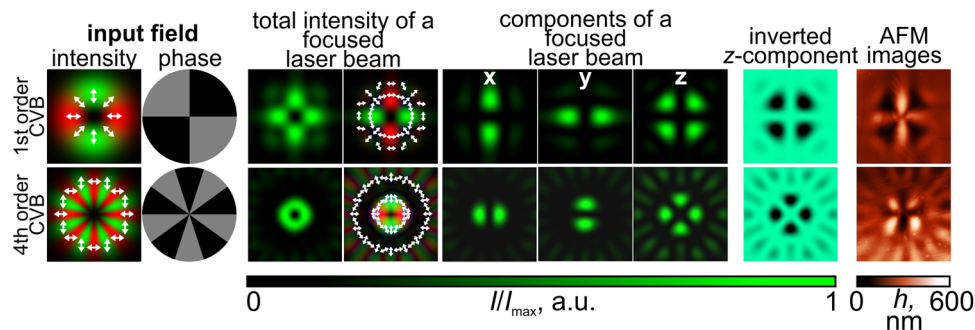 input field
intensity phase
total intensity of a
focused
laser beam
components of a
focused
laser beam
inverted
z-component
AFM
images
1st order
CVB
x y z
4th order
CVB
0 I/Imax, a.u. 1
0 h, 600
nm